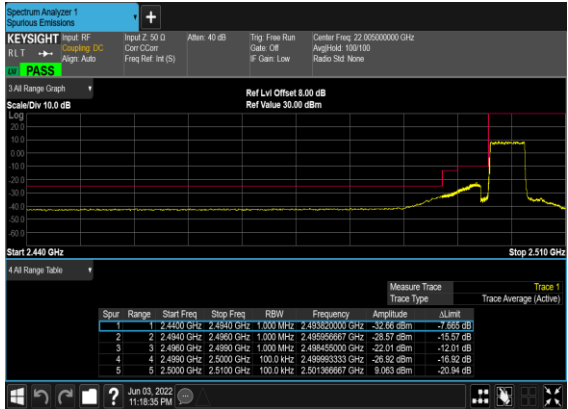 Spectrum Analyzer 1
Spurious Emissions
+
KEYSIGHT Input: RF Input Z: 50 Ω Atten: 40 dB Trig: Free Run Center Freq: 22.005000000 GHz
RLT Coupling: DC Corr CCorr Gate: Off Avg|Hold: 100/100
Align: Auto Freq Ref: Int (S) IF Gain: Low Radio Std: None
LNI PASS
3 All Range Graph Ref Lvl Offset 8.00 dB
Scale/Div 10.0 dB Ref Value 30.00 dBm
Log
20.0
10.0
0.00
-10.0
-20.0
-30.0
-40.0
-50.0
-60.0
Start 2.440 GHz Stop 2.510 GHz
4 All Range Table
Measure Trace Trace 1
Trace Type Trace Average (Active)
Spur Range Start Freq Stop Freq RBW Frequency Amplitude ΔLimit
1 1 2.4400 GHz 2.4940 GHz 1.000 MHz 2.493820000 GHz -32.66 dBm -7.665 dB
2 2 2.4940 GHz 2.4960 GHz 1.000 MHz 2.495956667 GHz -28.57 dBm -15.57 dB
3 3 2.4960 GHz 2.4990 GHz 1.000 MHz 2.498455000 GHz -22.01 dBm -12.01 dB
4 4 2.4990 GHz 2.5000 GHz 100.0 kHz 2.499993333 GHz -26.92 dBm -16.92 dB
5 5 2.5000 GHz 2.5100 GHz 100.0 kHz 2.501366667 GHz 9.063 dBm -20.94 dB
? Jun 03, 2022
11:18:35 PM